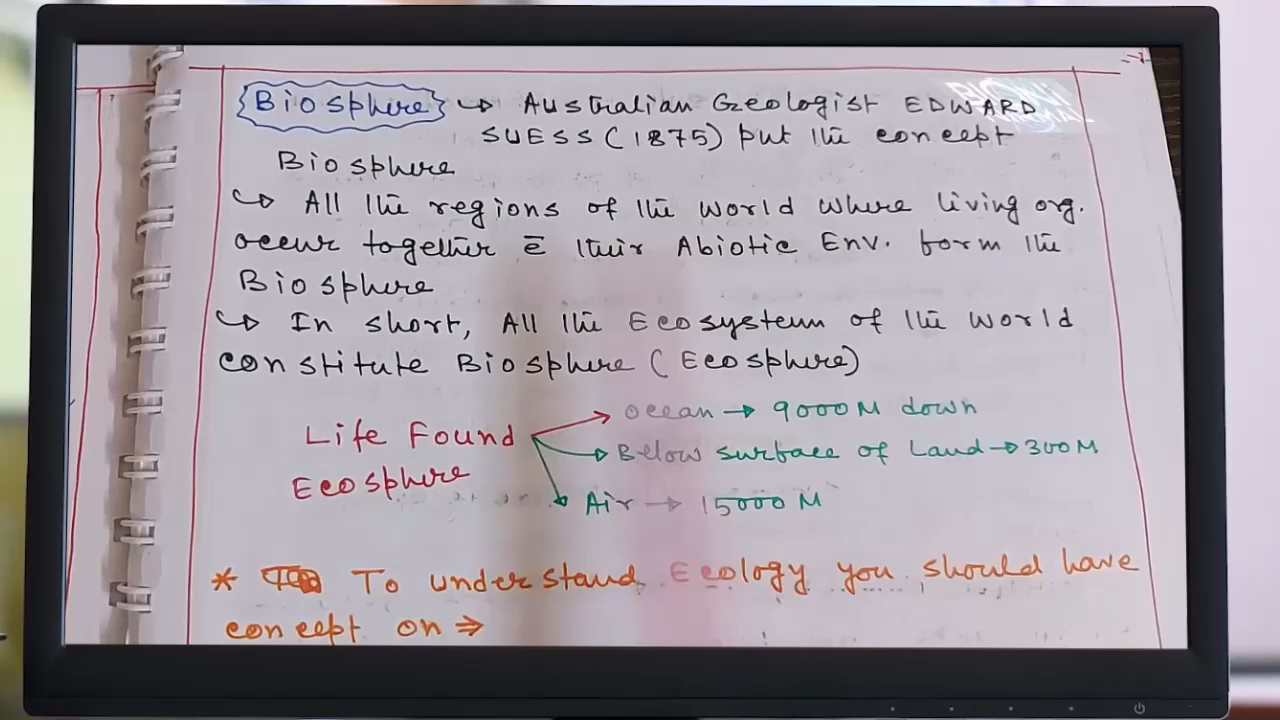 Biosphere ↪ Australian Geologist EDWARD
SUESS (1875) put the concept
Biosphere
↪ All the regions of the world where living org.
occur together c̄ their Abiotic Env. form the
Biosphere
↪ In short, All the Ecosystem of the world
constitute Biosphere (Ecosphere)
Life Found Ecosphere
Ocean → 9000M down
Below surface of Land → 300M
Air → 15000 M
* To understand Ecology you should have
concept on ⇒